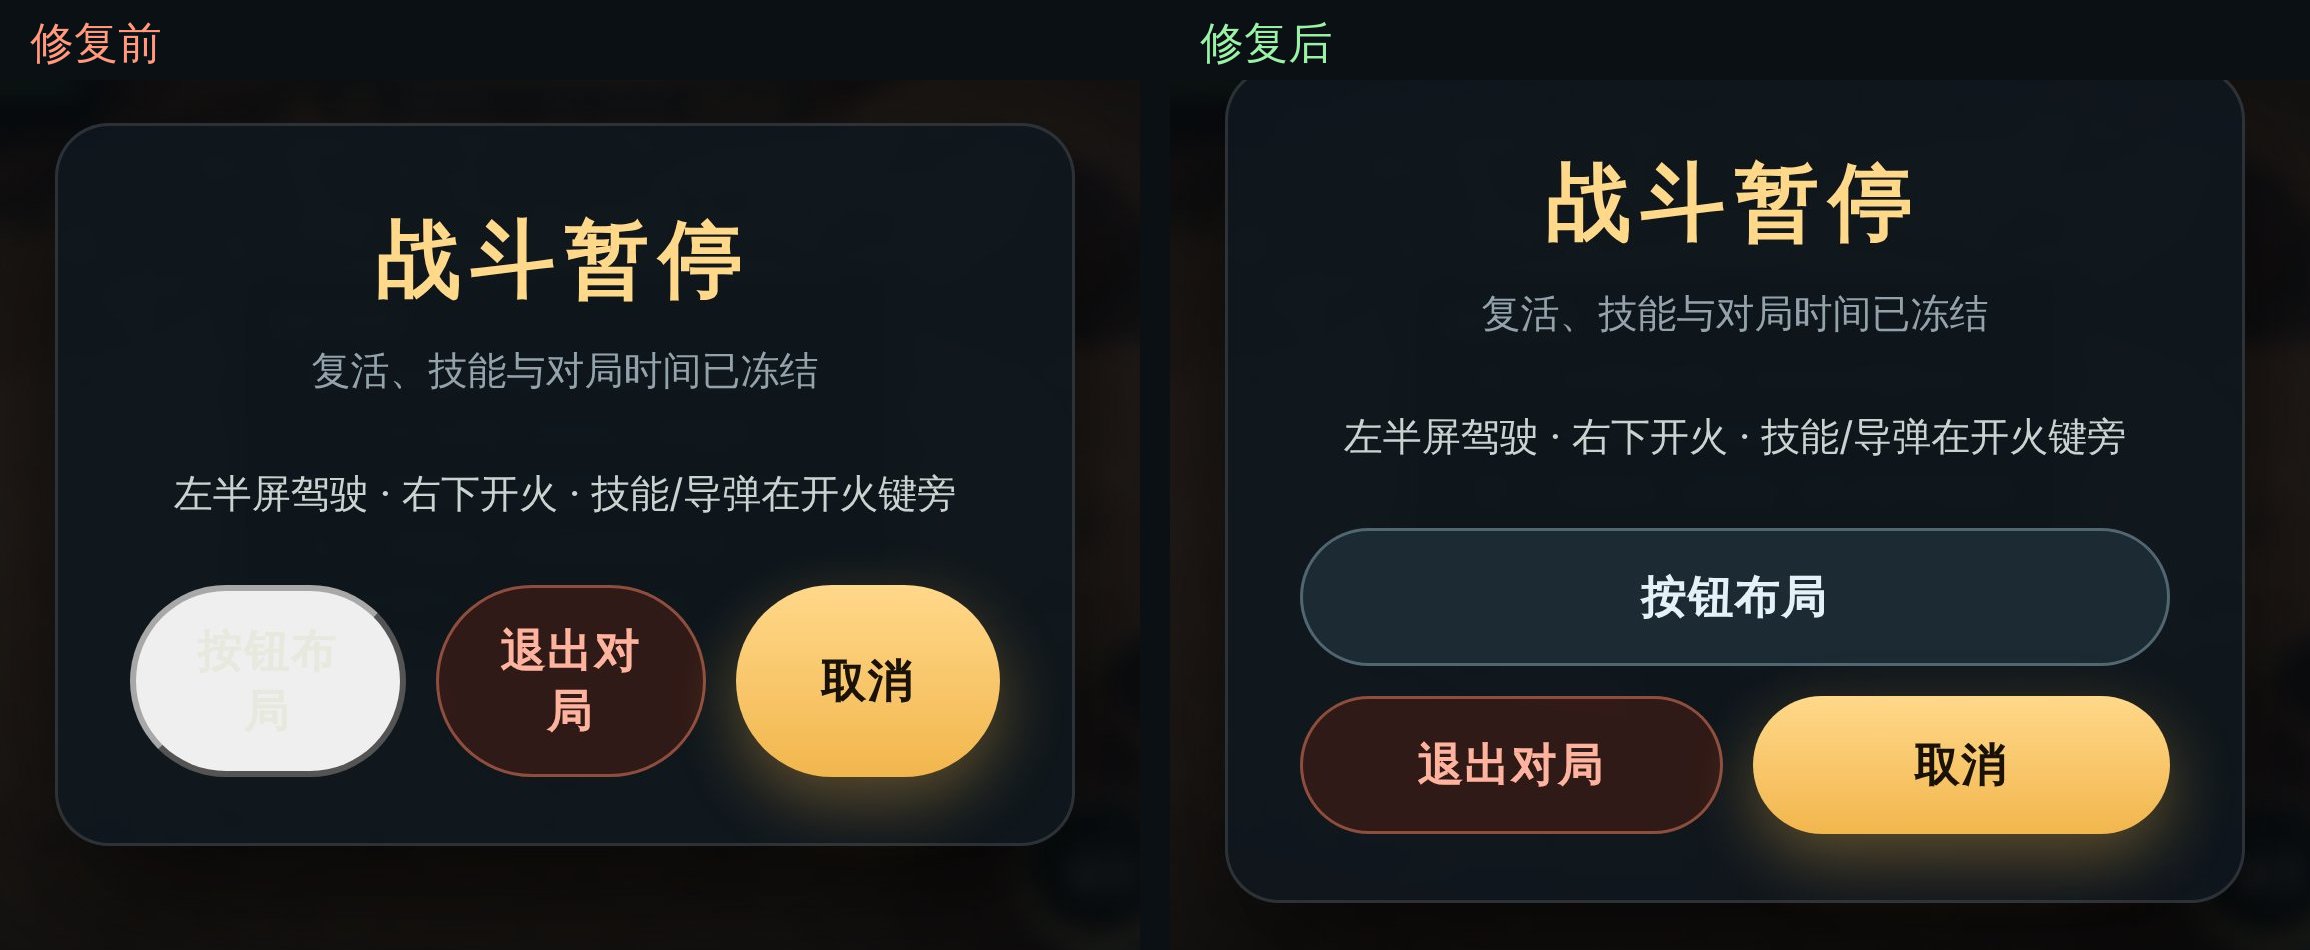 修复前
战斗暂停
复活、技能与对局时间已冻结
左半屏驾驶 · 右下开火 · 技能/导弹在开火键旁
按钮布
局
退出对
局
取消
修复后
战斗暂停
复活、技能与对局时间已冻结
左半屏驾驶 · 右下开火 · 技能/导弹在开火键旁
按钮布局
退出对局
取消